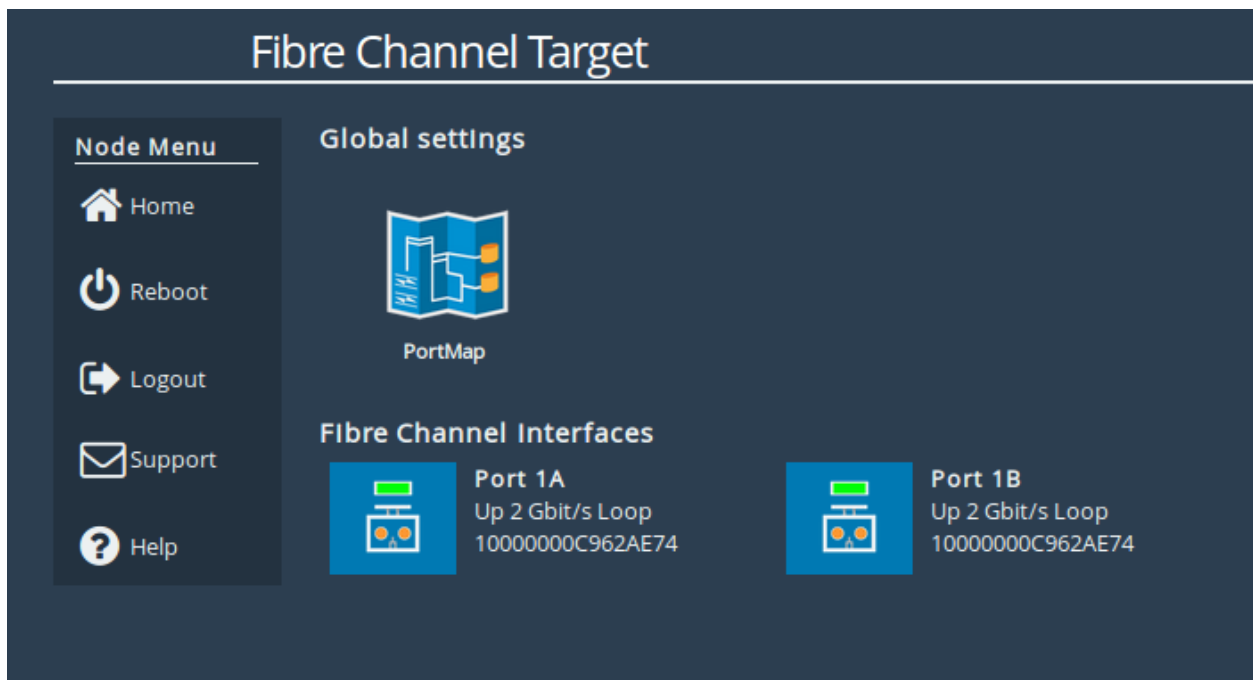 Fibre Channel Target
Node Menu
Home
Reboot
Logout
Support
Help
Global settings
PortMap
Fibre Channel Interfaces
Port 1A
Up 2 Gbit/s Loop
10000000C962AE74
Port 1B
Up 2 Gbit/s Loop
10000000C962AE74